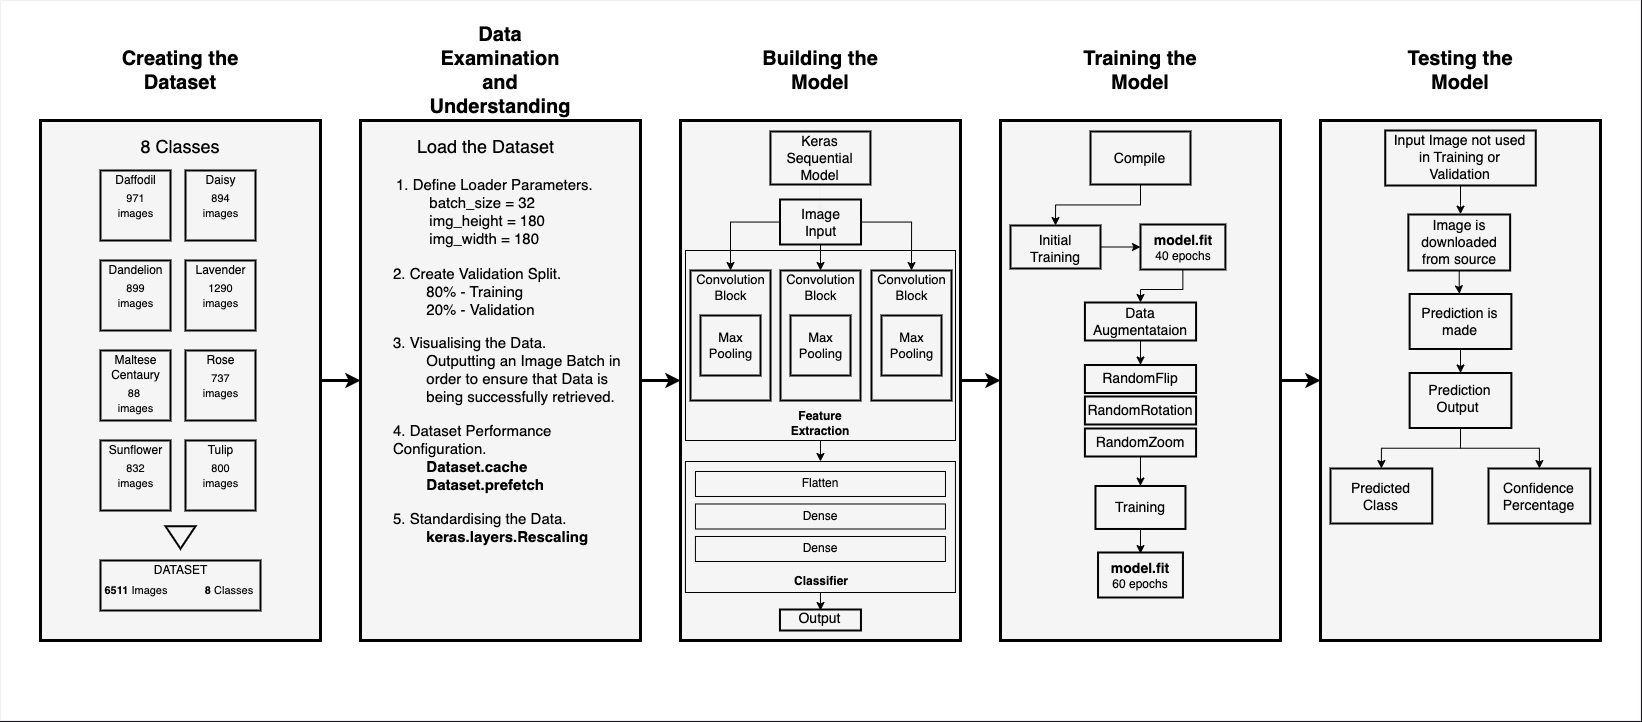 Creating the
Dataset
8 Classes
Daffodil
971
images
Daisy
894
images
Dandelion
899
images
Lavender
1290
images
Maltese
Centaury
88
images
Rose
737
images
Sunflower
832
images
Tulip
800
images
DATASET
6511 Images
8 Classes
Data
Examination
and
Understanding
Load the Dataset
1. Define Loader Parameters.
batch_size = 32
img_height = 180
img_width = 180
2. Create Validation Split.
80% - Training
20% - Validation
3. Visualising the Data.
Outputting an Image Batch in
order to ensure that Data is
being successfully retrieved.
4. Dataset Performance
Configuration.
Dataset.cache
Dataset.prefetch
5. Standardising the Data.
keras.layers.Rescaling
Building the
Model
Keras
Sequential
Model
Image
Input
Convolution
Block
Max
Pooling
Convolution
Block
Max
Pooling
Convolution
Block
Max
Pooling
Feature
Extraction
Flatten
Dense
Dense
Classifier
Output
Training the
Model
Compile
Initial
Training
model.fit
40 epochs
Data
Augmentataion
RandomFlip
RandomRotation
RandomZoom
Training
model.fit
60 epochs
Testing the
Model
Input Image not used
in Training or
Validation
Image is
downloaded
from source
Prediction is
made
Prediction
Output
Predicted
Class
Confidence
Percentage